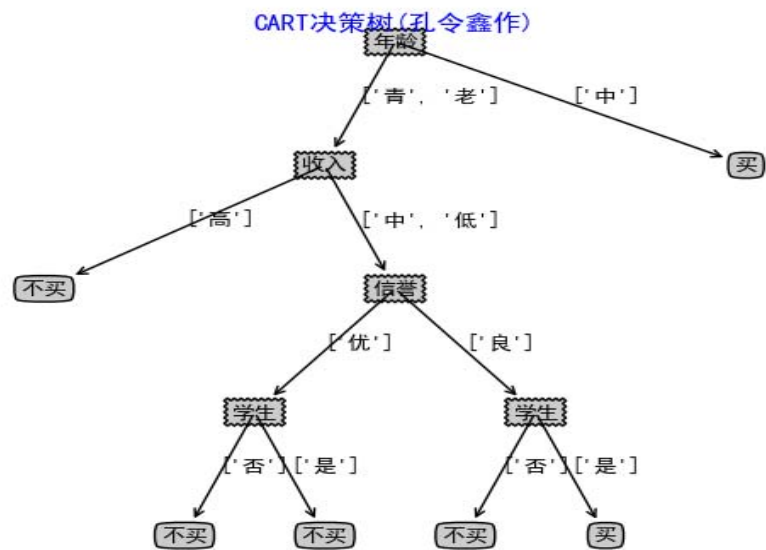 CART决策树(孔令鑫作)
年龄
['青', '老']
['中']
收入
买
['高']
['中', '低']
不买
信誉
['优']
['良']
学生
学生
['否']
['是']
['否']
['是']
不买
不买
不买
买